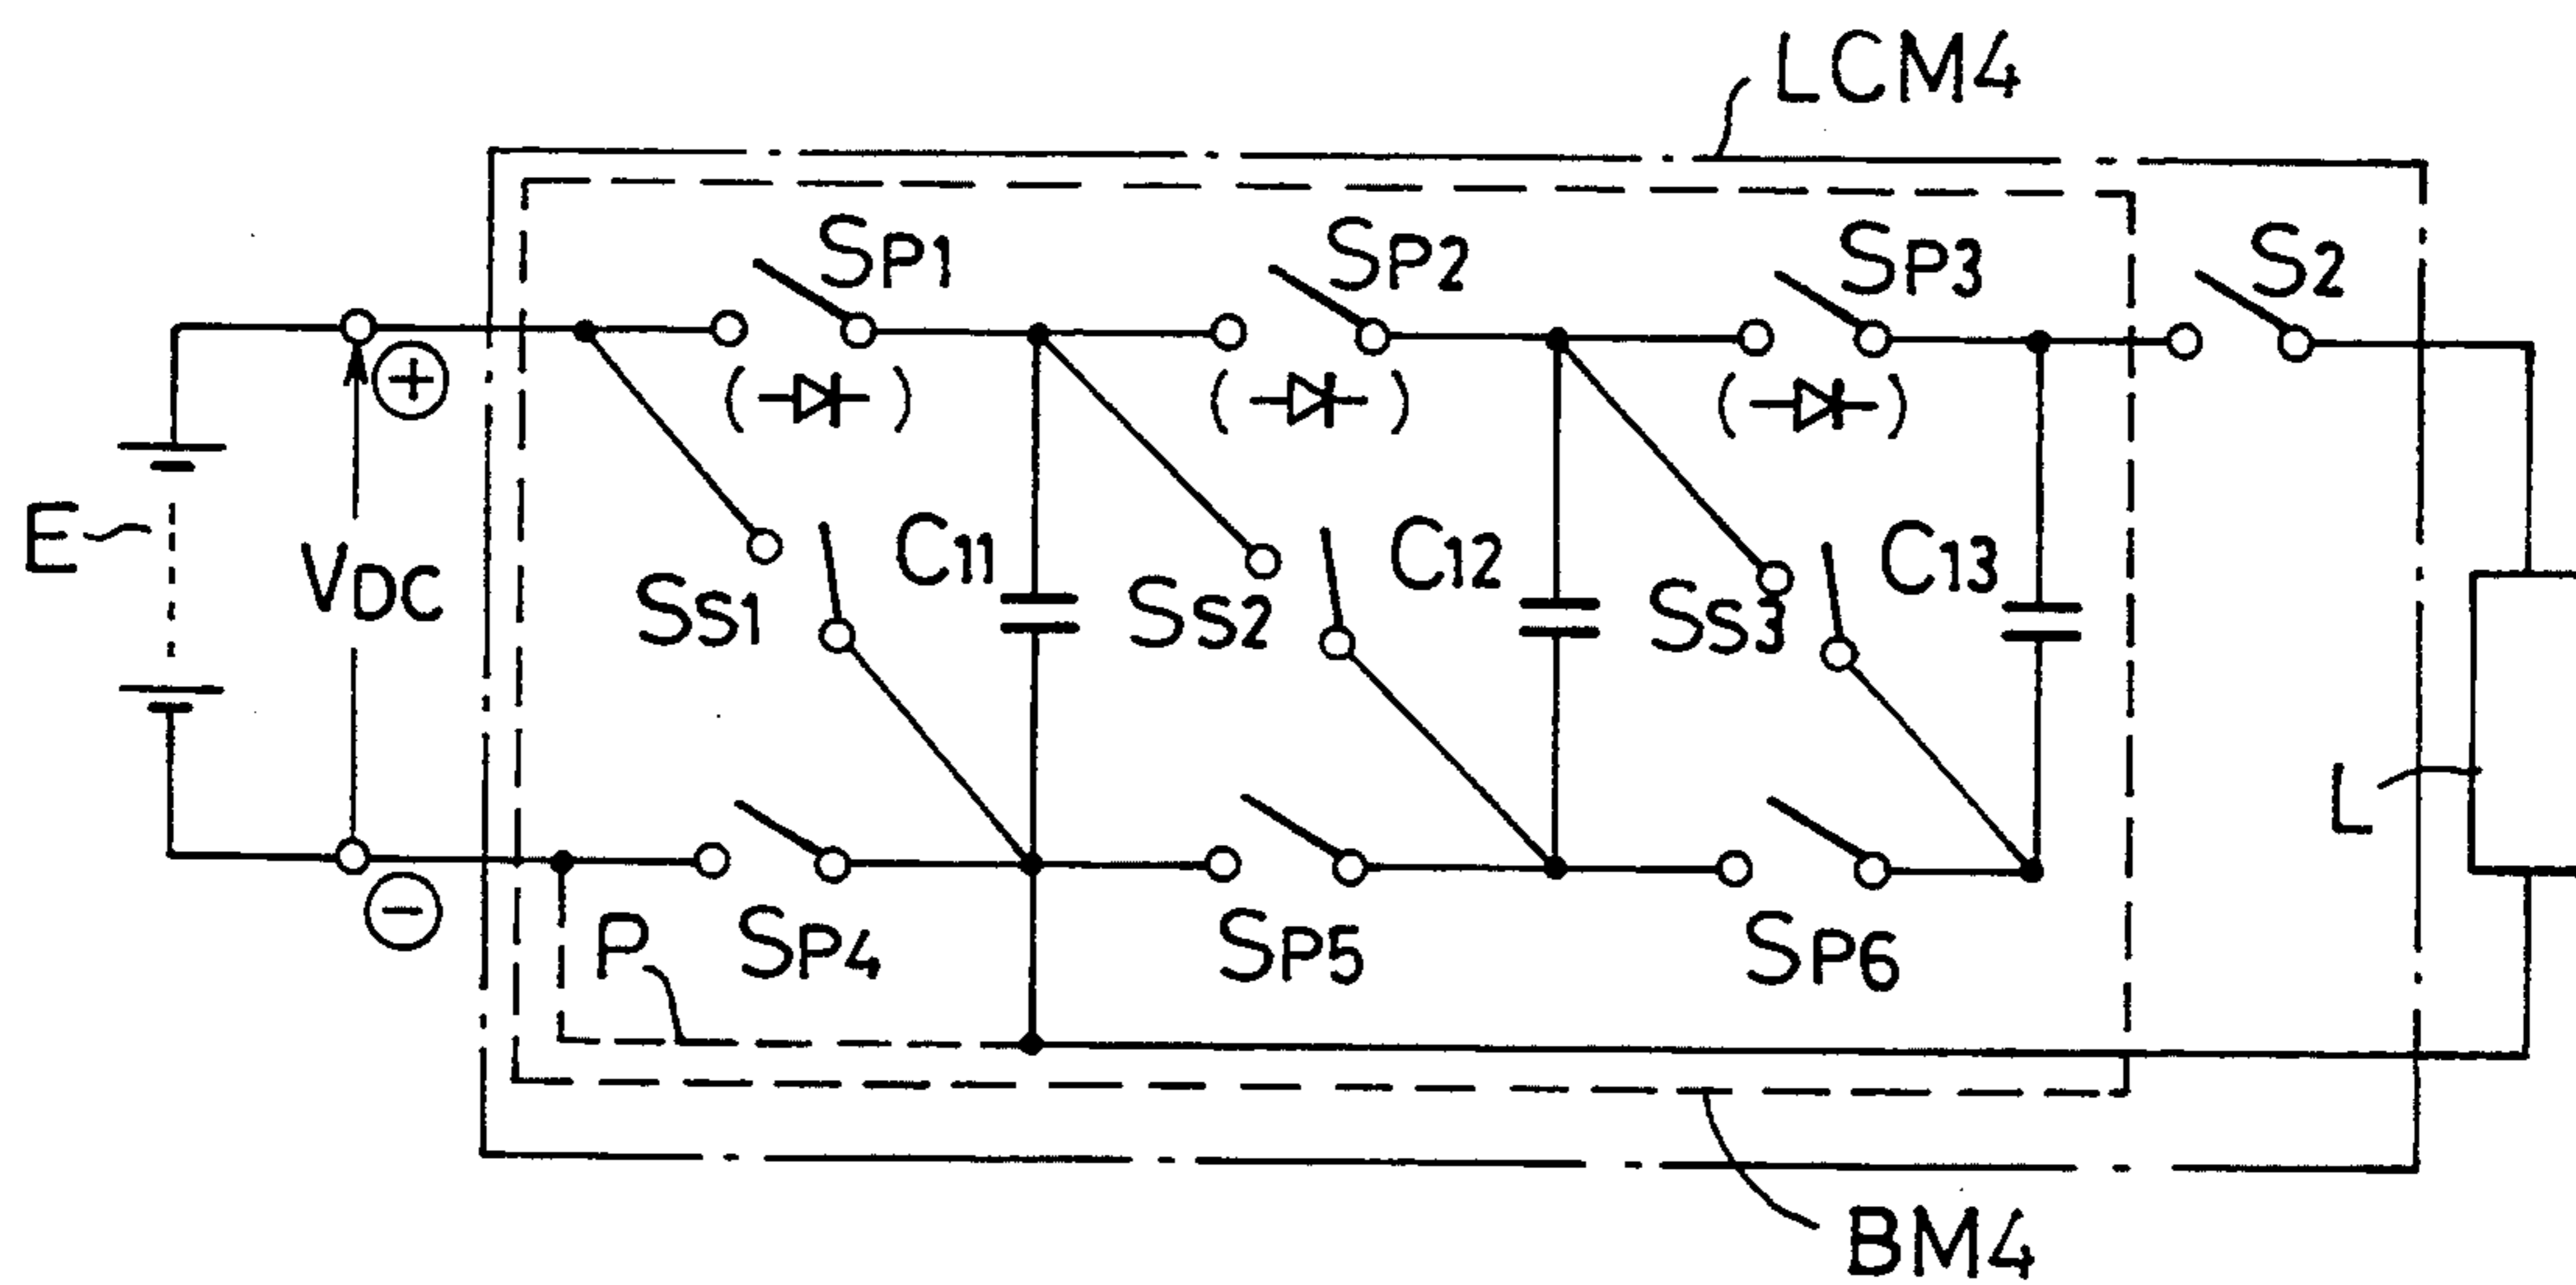 LCM4
SP1
SP2
SP3
S2
+
E
VDC
SS1
C11
SS2
C12
SS3
C13
L
−
P
SP4
SP5
SP6
BM4